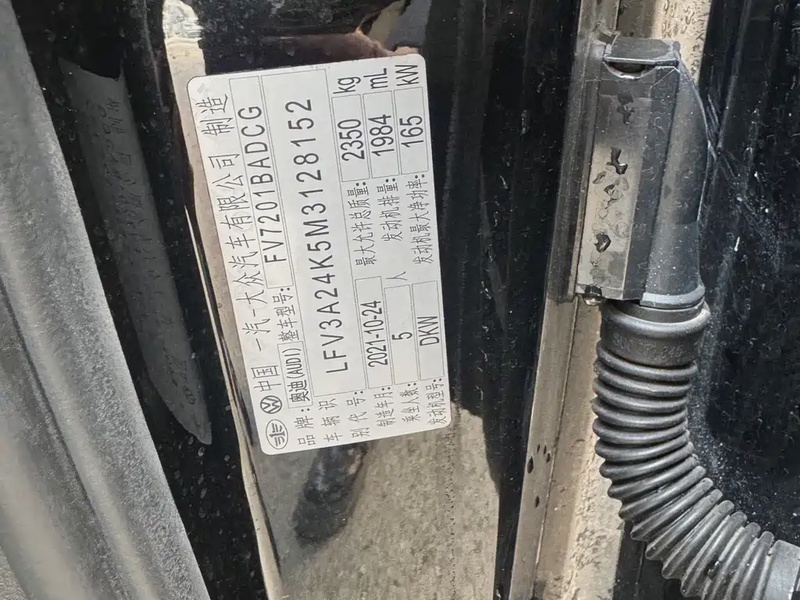 中国 一汽-大众汽车有限公司 制造
品牌: 奥迪(AUDI) 整车型号: FV7201BADCG
车辆识别代号: LFV3A24K5M3128152
制造年月: 2021-10-24 最大允许总质量: 2350 kg
乘坐人数: 5 人 发动机排量: 1984 mL
发动机型号: DKW 发动机最大净功率: 165 kW